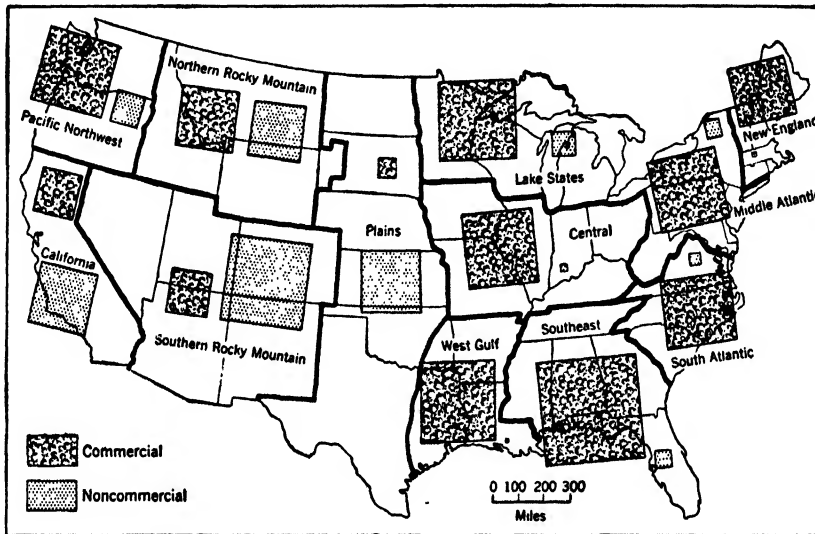 Northern Rocky Mountain
Pacific Northwest
New England
Lake States
Middle Atlantic
Plains
Central
California
Southern Rocky Mountain
West Gulf
Southeast
South Atlantic
Commercial
Noncommercial
0 100 200 300
Miles